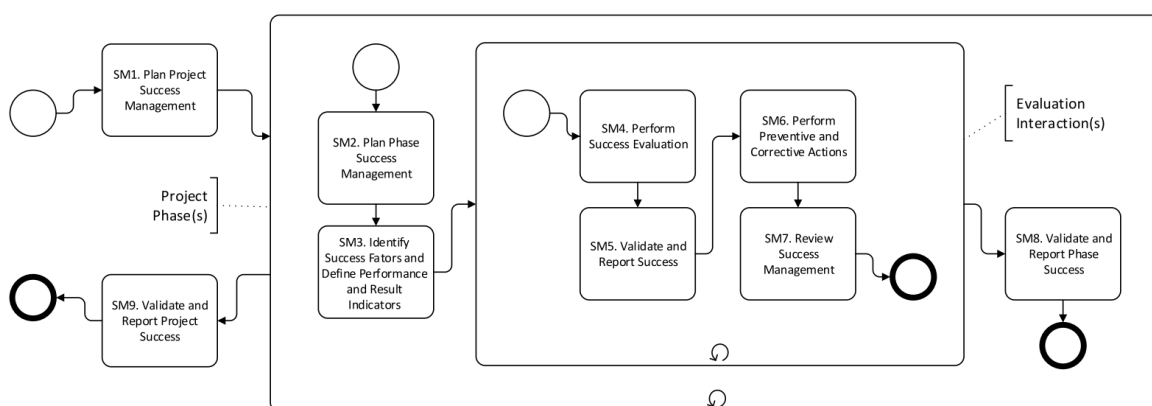 SM1. Plan Project
Success
Management
Project
Phase(s)
SM9. Validate and
Report Project
Success
SM2. Plan Phase
Success
Management
SM3. Identify
Success Fators and
Define Performance
and Result
Indicators
SM4. Perform
Success Evaluation
SM5. Validate and
Report Success
SM6. Perform
Preventive and
Corrective Actions
SM7. Review
Success
Management
Evaluation
Interaction(s)
SM8. Validate and
Report Phase
Success